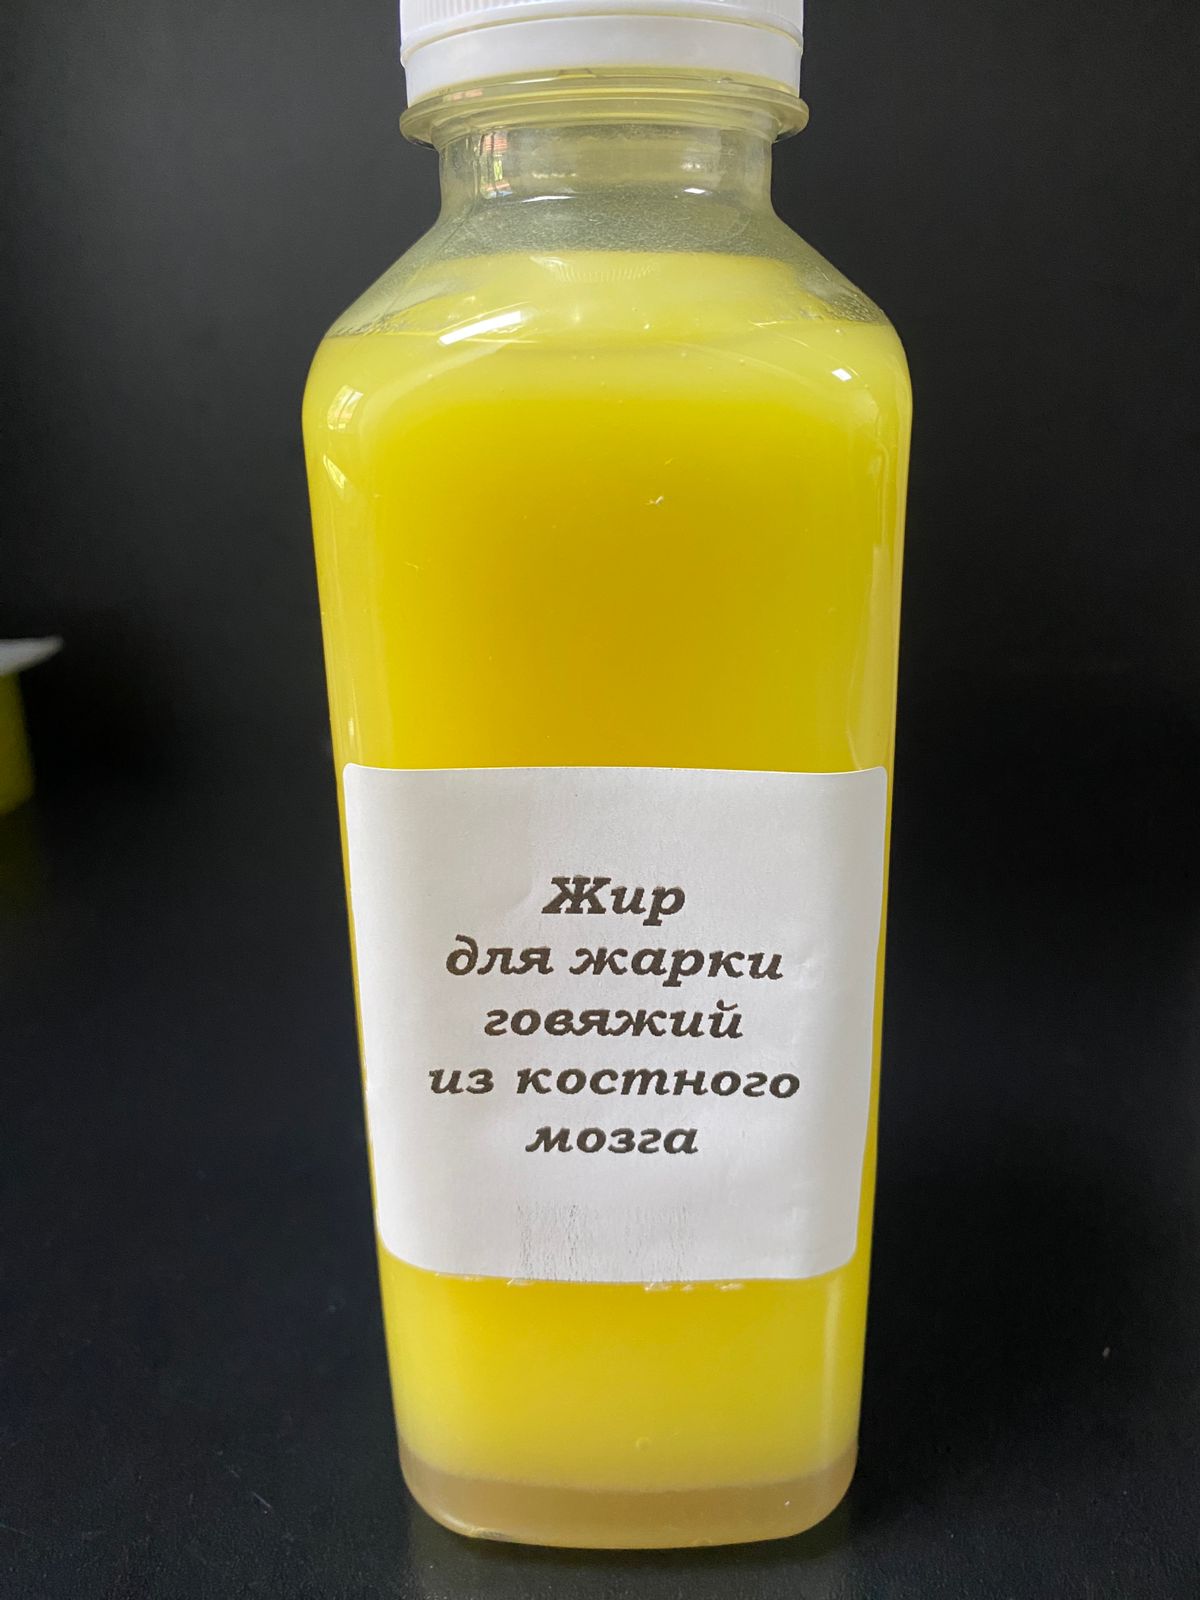 Жир
для жарки
говяжий
из костного
мозга